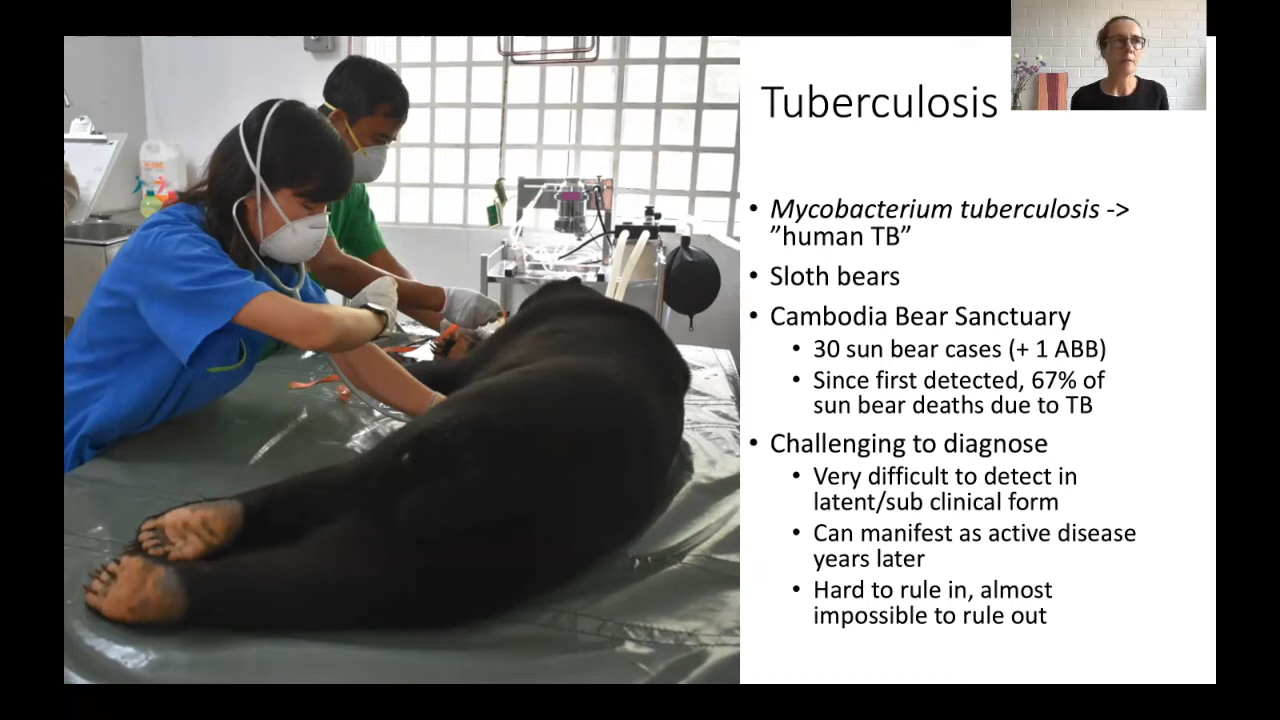 Tuberculosis
• Mycobacterium tuberculosis ->
”human TB”
• Sloth bears
• Cambodia Bear Sanctuary
• 30 sun bear cases (+ 1 ABB)
• Since first detected, 67% of
sun bear deaths due to TB
• Challenging to diagnose
• Very difficult to detect in
latent/sub clinical form
• Can manifest as active disease
years later
• Hard to rule in, almost
impossible to rule out